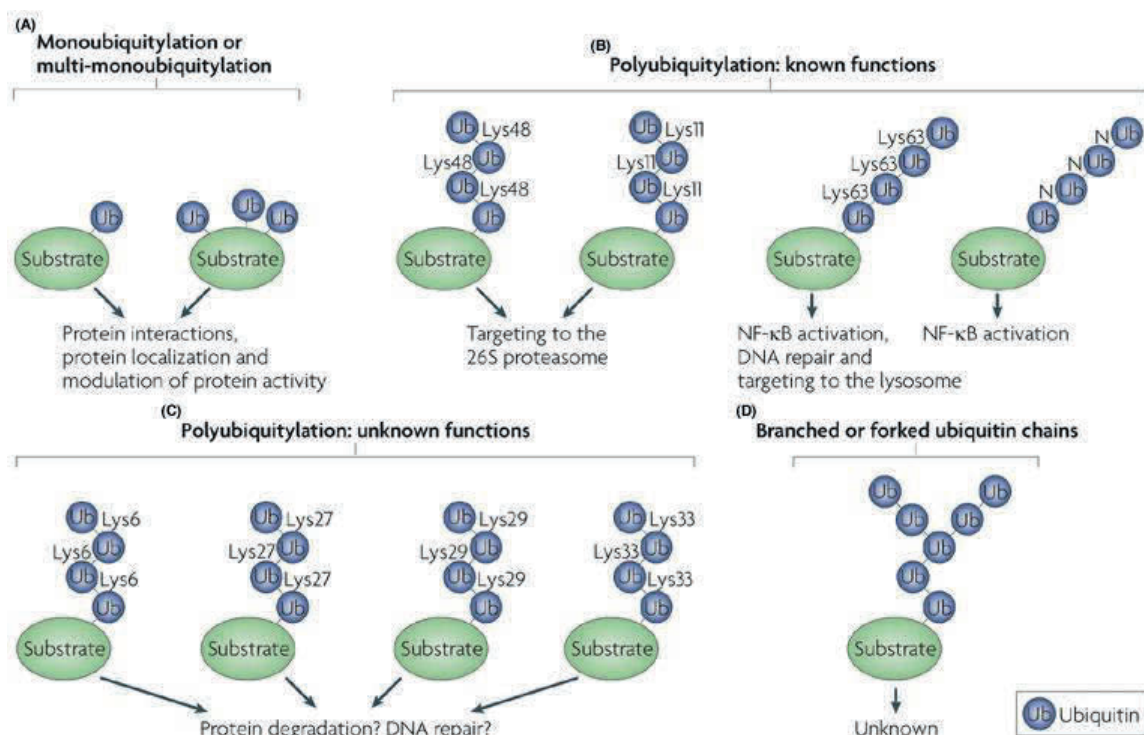 (A)
Monoubiquitylation or
multi-monoubiquitylation
(B)
Polyubiquitylation: known functions
Ub
Substrate
Ub
Ub
Ub
Substrate
Protein interactions,
protein localization and
modulation of protein activity
Ub Lys48
Lys48 Ub
Ub Lys48
Ub
Substrate
Ub Lys11
Lys11 Ub
Ub Lys11
Ub
Substrate
Targeting to the
26S proteasome
Lys63 Ub
Lys63 Ub
Lys63 Ub
Ub
Substrate
NF-κB activation,
DNA repair and
targeting to the lysosome
N Ub
N Ub
N Ub
Ub
Substrate
NF-κB activation
(C)
Polyubiquitylation: unknown functions
Ub Lys6
Lys6 Ub
Ub Lys6
Ub
Substrate
Ub Lys27
Lys27 Ub
Ub Lys27
Ub
Substrate
Ub Lys29
Lys29 Ub
Ub Lys29
Ub
Substrate
Ub Lys33
Lys33 Ub
Ub Lys33
Ub
Substrate
Protein degradation? DNA repair?
(D)
Branched or forked ubiquitin chains
Ub Ub
Ub Ub
Ub
Ub
Ub
Substrate
Unknown
Ub Ubiquitin